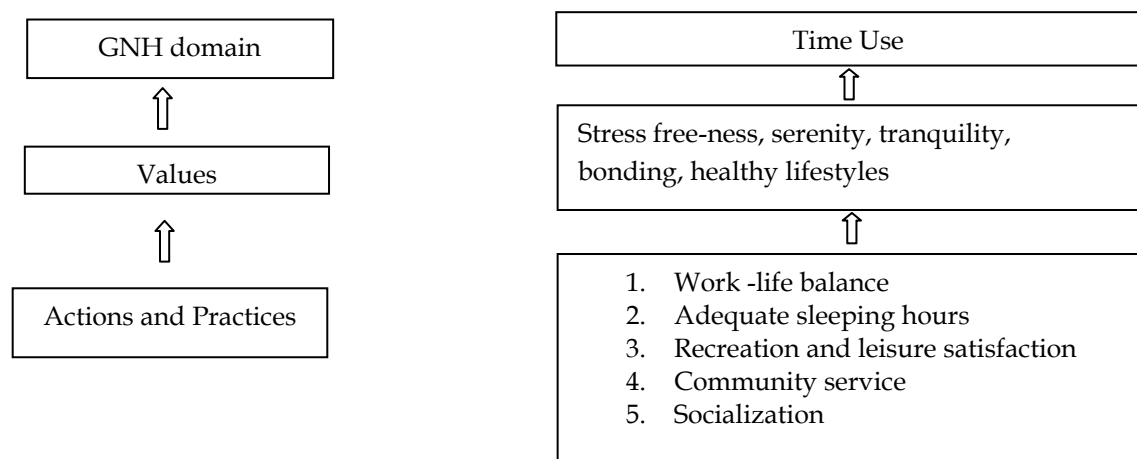 GNH domain
Values
Actions and Practices
Time Use
Stress free-ness, serenity, tranquility,
bonding, healthy lifestyles
1. Work -life balance
2. Adequate sleeping hours
3. Recreation and leisure satisfaction
4. Community service
5. Socialization